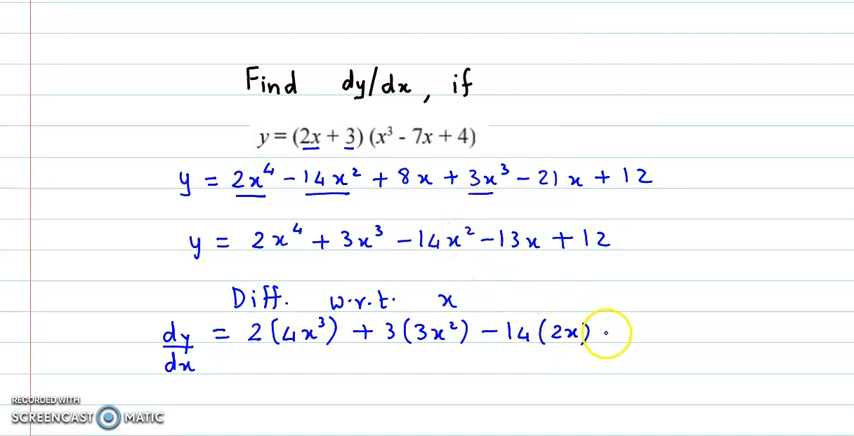 Find dy/dx, if
y = (2x + 3) (x³ - 7x + 4)
y = 2x⁴ - 14x² + 8x + 3x³ - 21x + 12
y = 2x⁴ + 3x³ - 14x² - 13x + 12
Diff. w.r.t. x
dy/dx = 2(4x³) + 3(3x²) - 14(2x)
RECORDED WITH
SCREENCAST MATIC